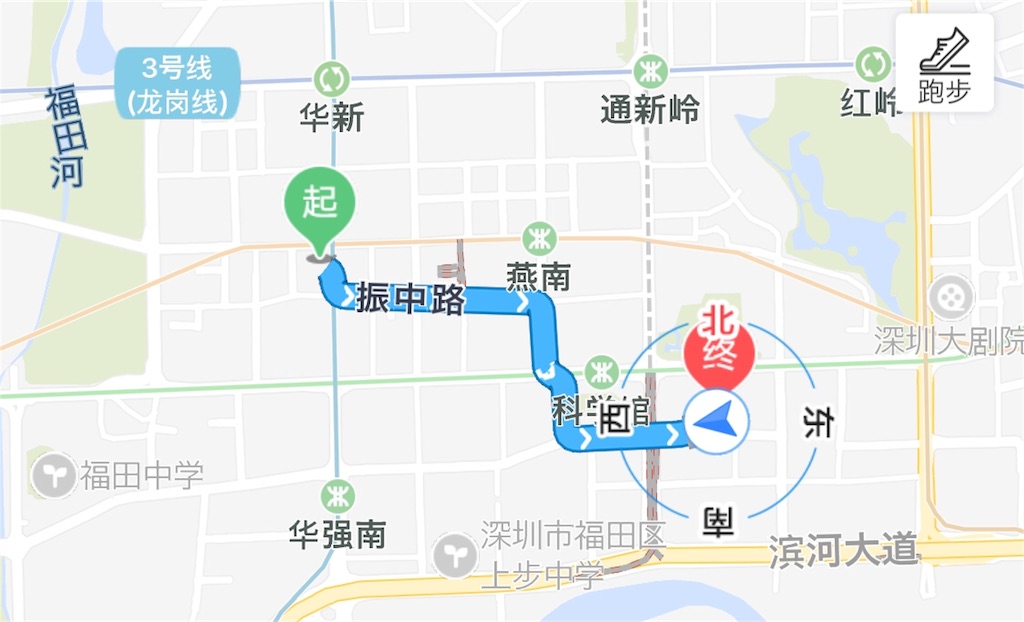 3号线
(龙岗线)
华新
通新岭
红岭
跑步
福田河
起
燕南
振中路
深圳大剧院
北
终
科学馆
西
东
福田中学
华强南
南
深圳市福田区
上步中学
滨河大道